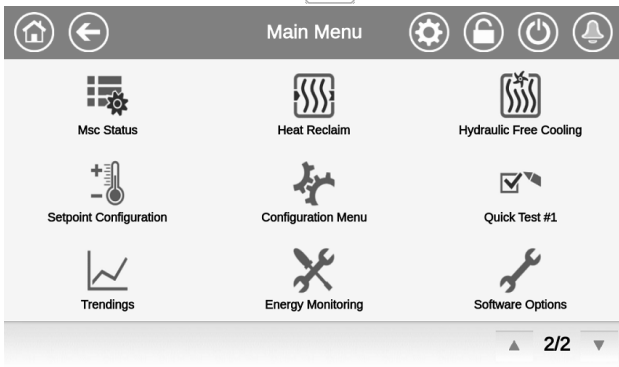 Main Menu
Msc Status
Heat Reclaim
Hydraulic Free Cooling
Setpoint Configuration
Configuration Menu
Quick Test #1
Trendings
Energy Monitoring
Software Options
2/2